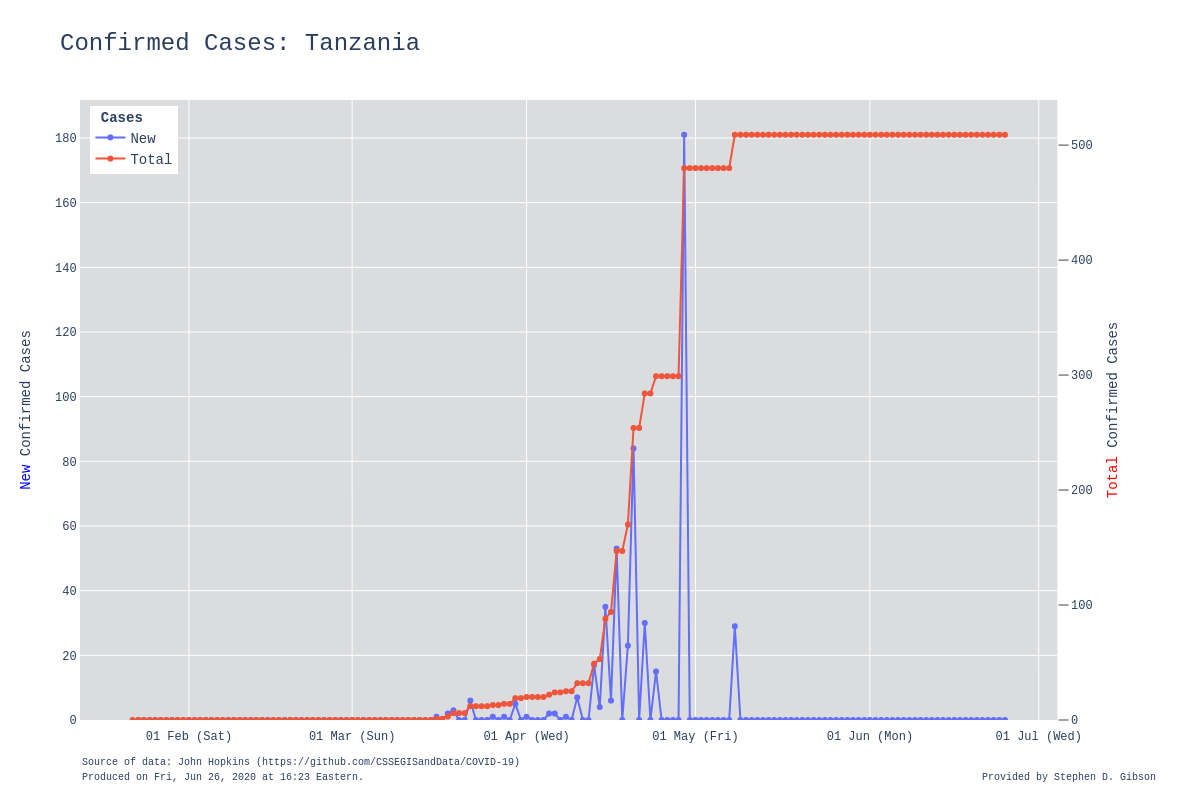 Confirmed Cases: Tanzania
Cases
New
Total
180
160
140
120
100
80
60
40
20
0
500
400
300
200
100
0
New Confirmed Cases
Total Confirmed Cases
01 Feb (Sat)
01 Mar (Sun)
01 Apr (Wed)
01 May (Fri)
01 Jun (Mon)
01 Jul (Wed)
Source of data: John Hopkins (https://github.com/CSSEGISandData/COVID-19)
Produced on Fri, Jun 26, 2020 at 16:23 Eastern.
Provided by Stephen D. Gibson